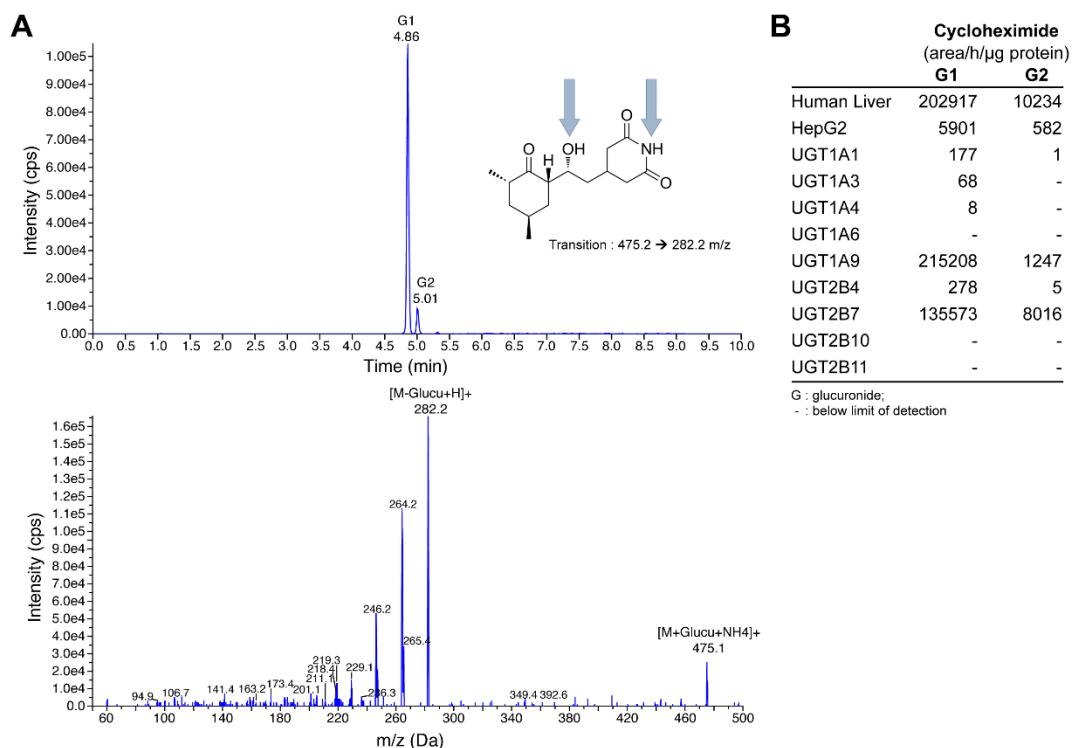 A
G1
4.86
1.00e5
9.00e4
8.00e4
7.00e4
6.00e4
5.00e4
4.00e4
3.00e4
2.00e4
1.00e4
0.00
Intensity (cps)
G2
5.01
O
OH
H
O
NH
O
Transition : 475.2 → 282.2 m/z
0.0 0.5 1.0 1.5 2.0 2.5 3.0 3.5 4.0 4.5 5.0 5.5 6.0 6.5 7.0 7.5 8.0 8.5 9.0 9.5 10.0
Time (min)
[M-Glucu+H]+
282.2
1.6e5
1.5e5
1.4e5
1.3e5
1.2e5
1.1e5
1.0e5
9.0e4
8.0e4
7.0e4
6.0e4
5.0e4
4.0e4
3.0e4
2.0e4
1.0e4
0.0
Intensity (cps)
264.2
246.2
265.4
[M+Glucu+NH4]+
475.1
219.3
218.4
211.1
229.1
94.9 106.7 141.4 163.2 173.4 201.1 236.3 349.4 392.6
60 100 140 180 220 260 300 340 380 420 460 500
m/z (Da)
B
Cycloheximide
(area/h/µg protein)
G1 G2
Human Liver 202917 10234
HepG2 5901 582
UGT1A1 177 1
UGT1A3 68 -
UGT1A4 8 -
UGT1A6 - -
UGT1A9 215208 1247
UGT2B4 278 5
UGT2B7 135573 8016
UGT2B10 - -
UGT2B11 - -
G : glucuronide;
- : below limit of detection